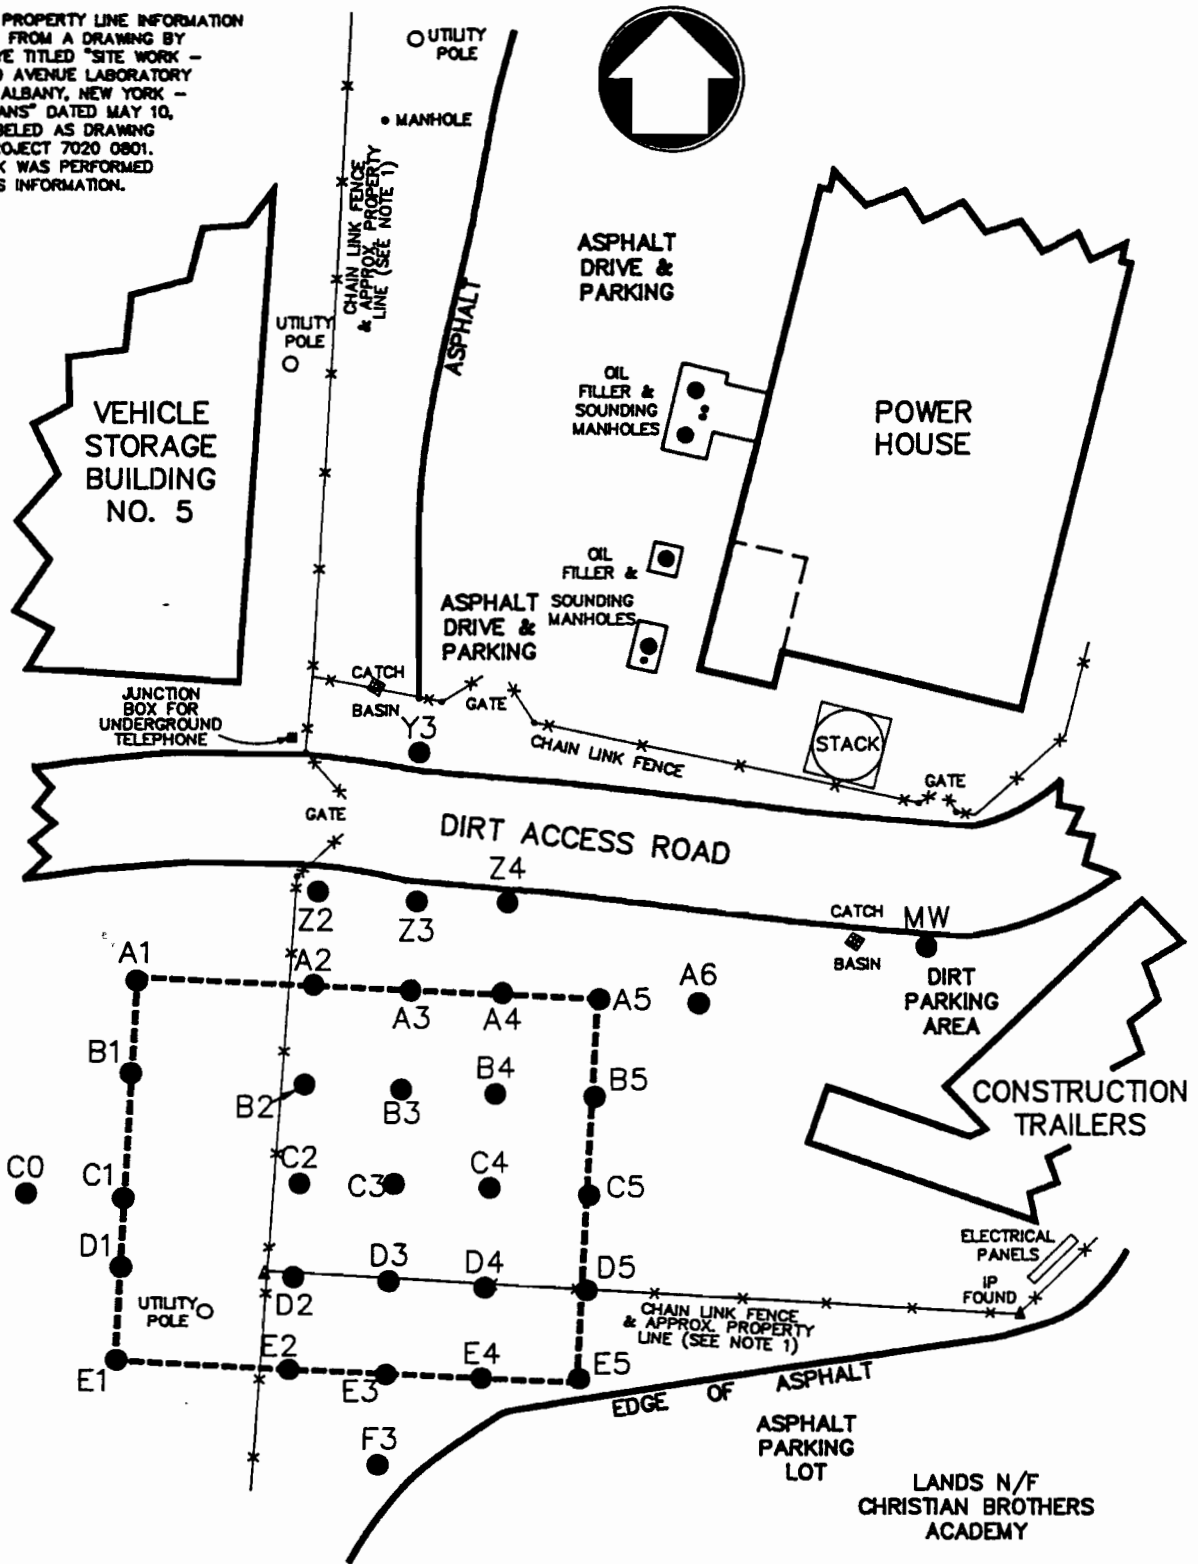 PROPERTY LINE INFORMATION
FROM A DRAWING BY
TITLED "SITE WORK –
AVENUE LABORATORY
ALBANY, NEW YORK –
DATED MAY 10,
AS DRAWING
7020 0801.
WAS PERFORMED
INFORMATION.
UTILITY
POLE
MANHOLE
CHAIN LINK FENCE
& APPROX. PROPERTY
LINE (SEE NOTE 1)
ASPHALT
DRIVE &
PARKING
UTILITY
POLE
ASPHALT
OIL
FILLER &
SOUNDING
MANHOLES
VEHICLE
STORAGE
BUILDING
NO. 5
POWER
HOUSE
OIL
FILLER &
SOUNDING
MANHOLES
ASPHALT
DRIVE &
PARKING
CATCH
BASIN
GATE
JUNCTION
BOX FOR
UNDERGROUND
TELEPHONE
Y3
CHAIN LINK FENCE
STACK
GATE
GATE
DIRT ACCESS ROAD
Z2
Z3
Z4
CATCH
BASIN
MW
DIRT
PARKING
AREA
A1
A2
A3
A4
A5
A6
B1
B2
B3
B4
B5
CONSTRUCTION
TRAILERS
C0
C1
C2
C3
C4
C5
D1
D2
D3
D4
D5
ELECTRICAL
PANELS
IP
FOUND
UTILITY
POLE
CHAIN LINK FENCE
& APPROX. PROPERTY
LINE (SEE NOTE 1)
E1
E2
E3
E4
E5
EDGE OF ASPHALT
F3
ASPHALT
PARKING
LOT
LANDS N/F
CHRISTIAN BROTHERS
ACADEMY